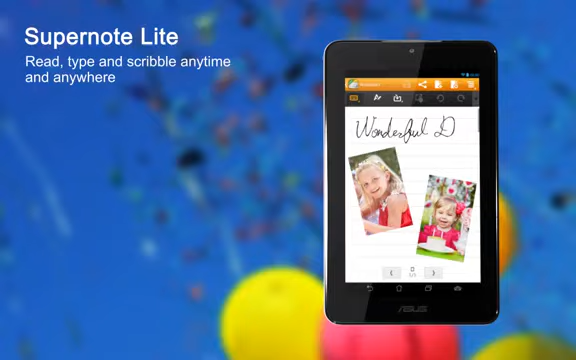 Supernote Lite
Read, type and scribble anytime
and anywhere
Wonderful D
ASUS